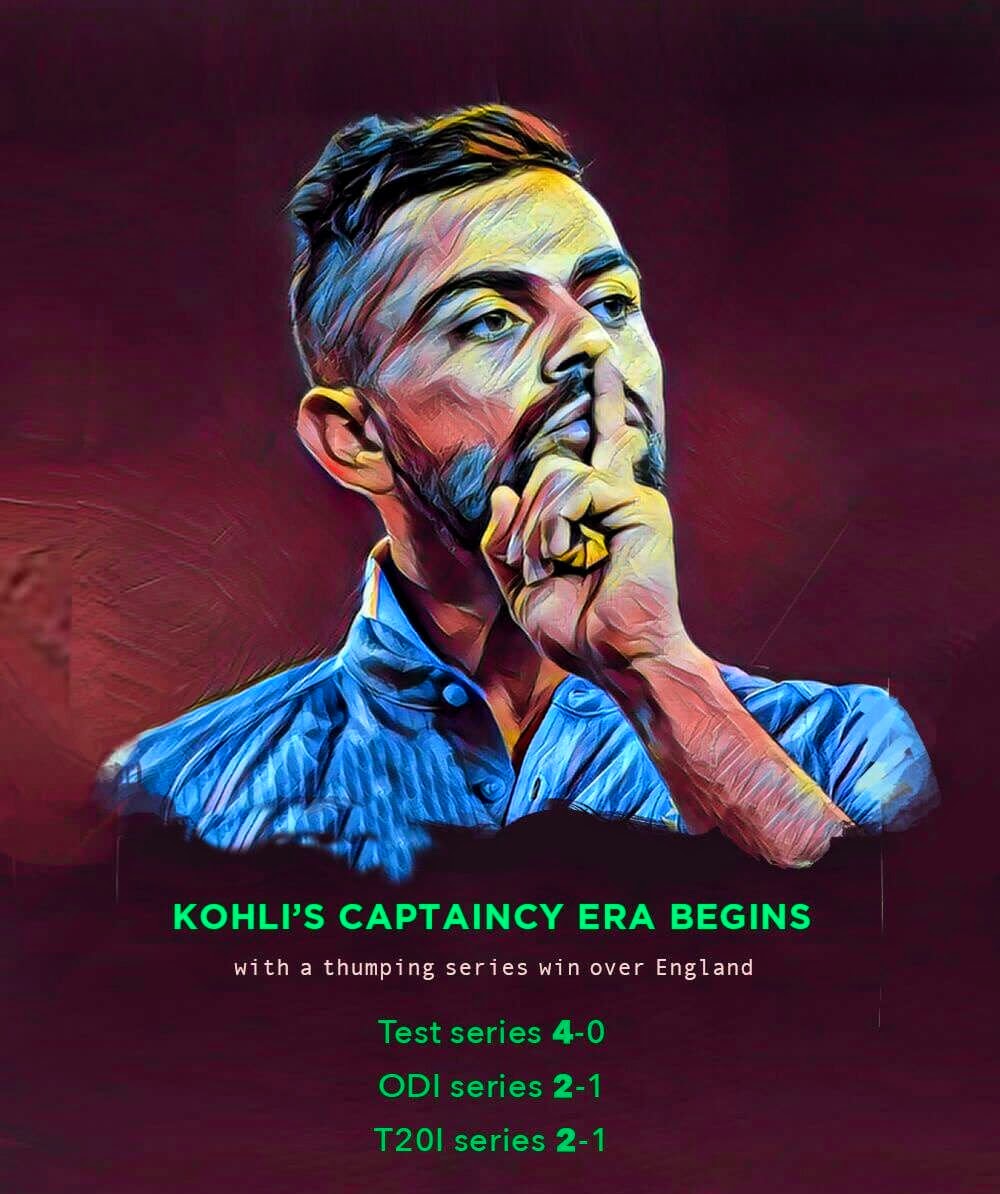 KOHLI’S CAPTAINCY ERA BEGINS
with a thumping series win over England
Test series 4-0
ODI series 2-1
T20I series 2-1